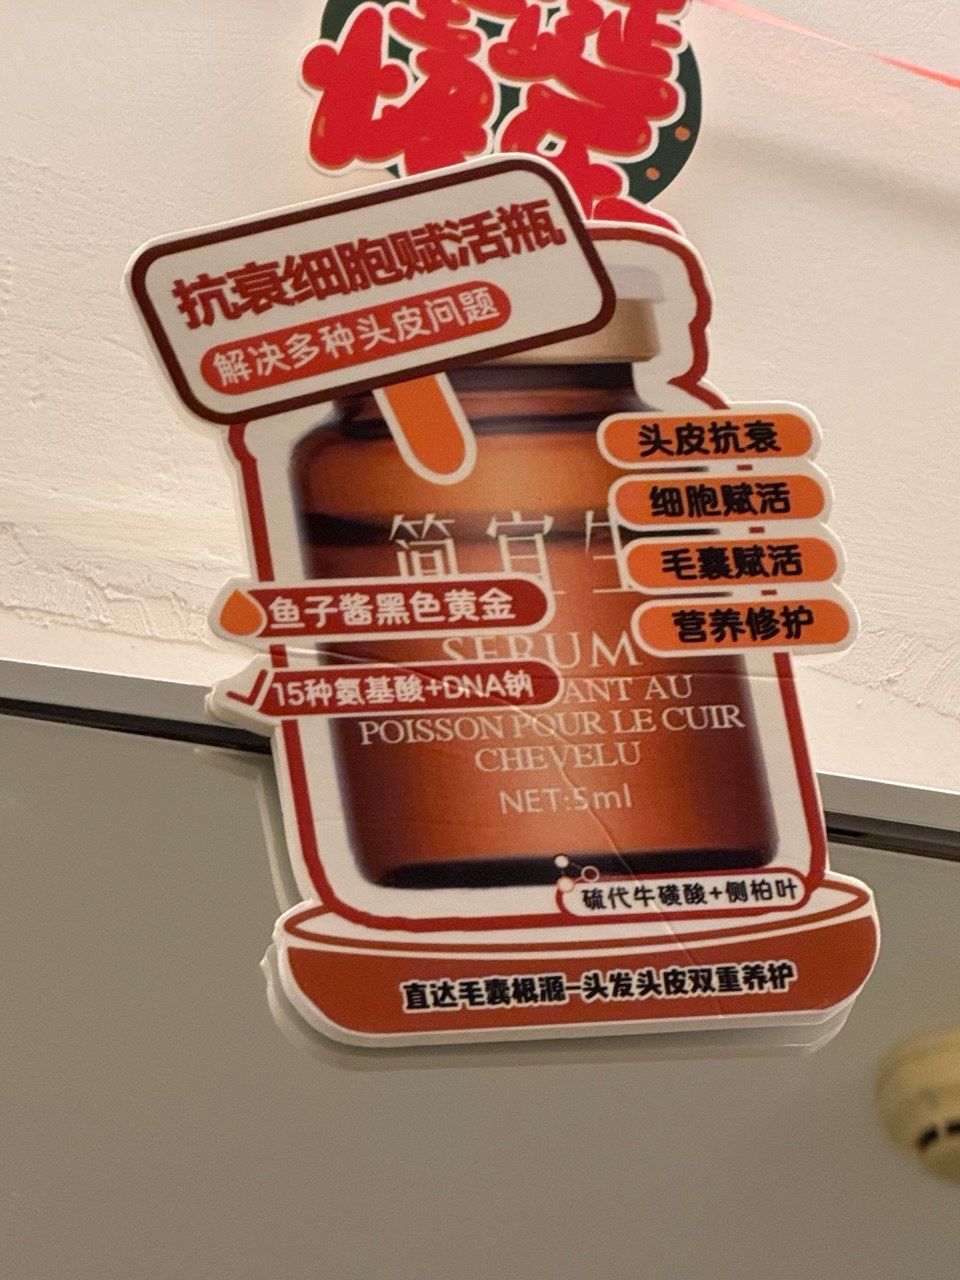 抗衰细胞赋活瓶
解决多种头皮问题
头皮抗衰
细胞赋活
毛囊赋活
营养修护
简宜生
鱼子酱黑色黄金
SERUM
15种氨基酸+DNA钠
ANT AU
POISSON POUR LE CUIR
CHEVELU
NET:5ml
硫代牛磺酸+侧柏叶
直达毛囊根源-头发头皮双重养护